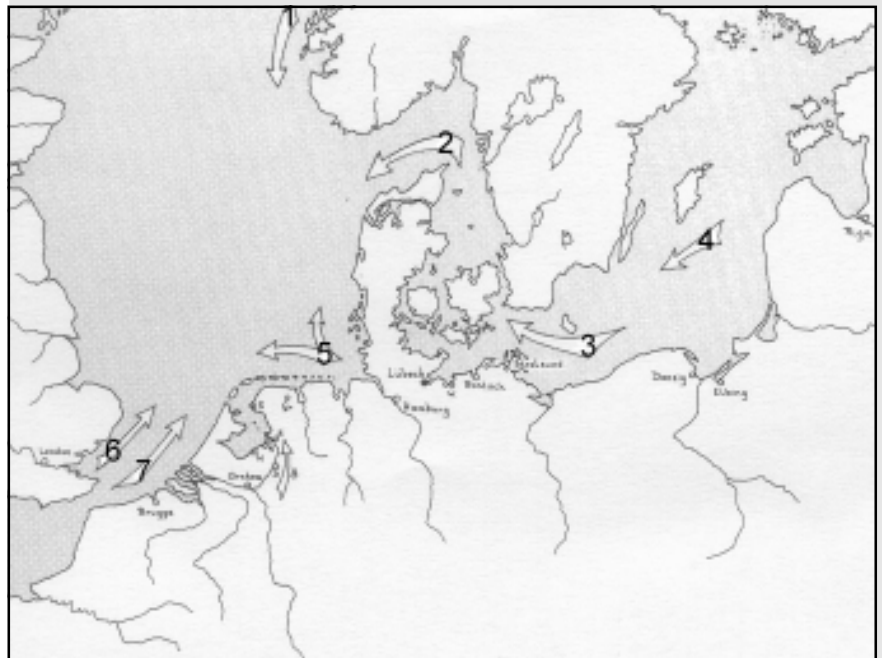 1
2
Riga
4
3
5
Lübeck
Rostock
Stralsund
Danzig
Elbing
Hamburg
6
London
7
Brugge